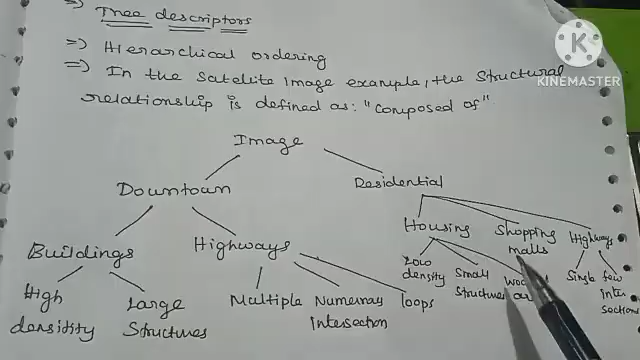 =) Tree descriptors
=) Hierarchical ordering
=) In the Satellite Image example, the Structural
relationship is defined as: "Composed of"
KINEMASTER
Image
Downtown Residential
Buildings Highways Housing Shopping malls Highways
High density Large Structures Multiple Numerous Intersection loops Low density Small Structures Single few inter sections